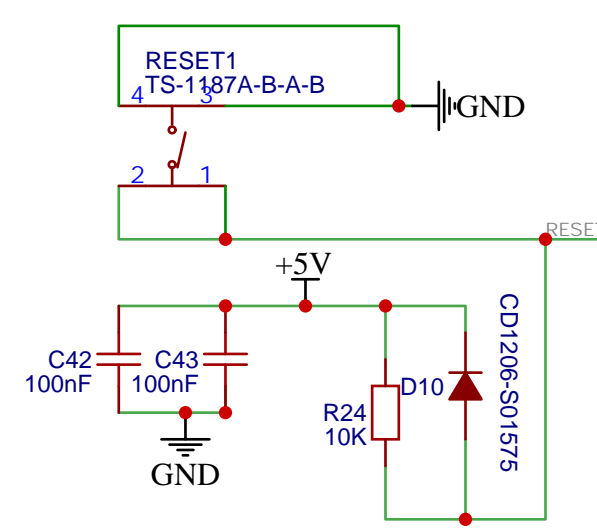 RESET1
TS-1187A-B-A-B
4 3
GND
2 1
RESET
+5V
C42
100nF
C43
100nF
GND
R24
10K
D10
CD1206-S01575